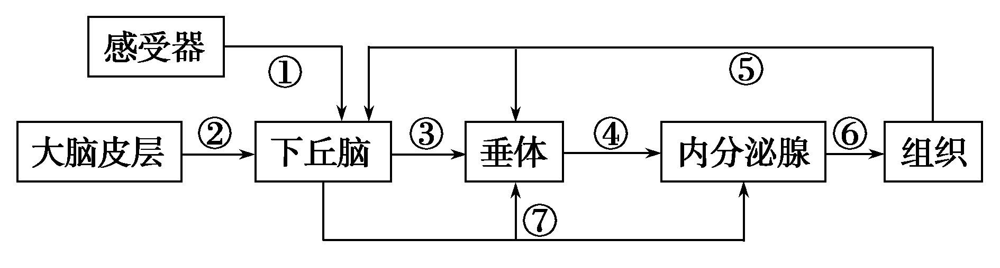 感受器
①
⑤
大脑皮层
②
下丘脑
③
垂体
④
内分泌腺
⑥
组织
⑦